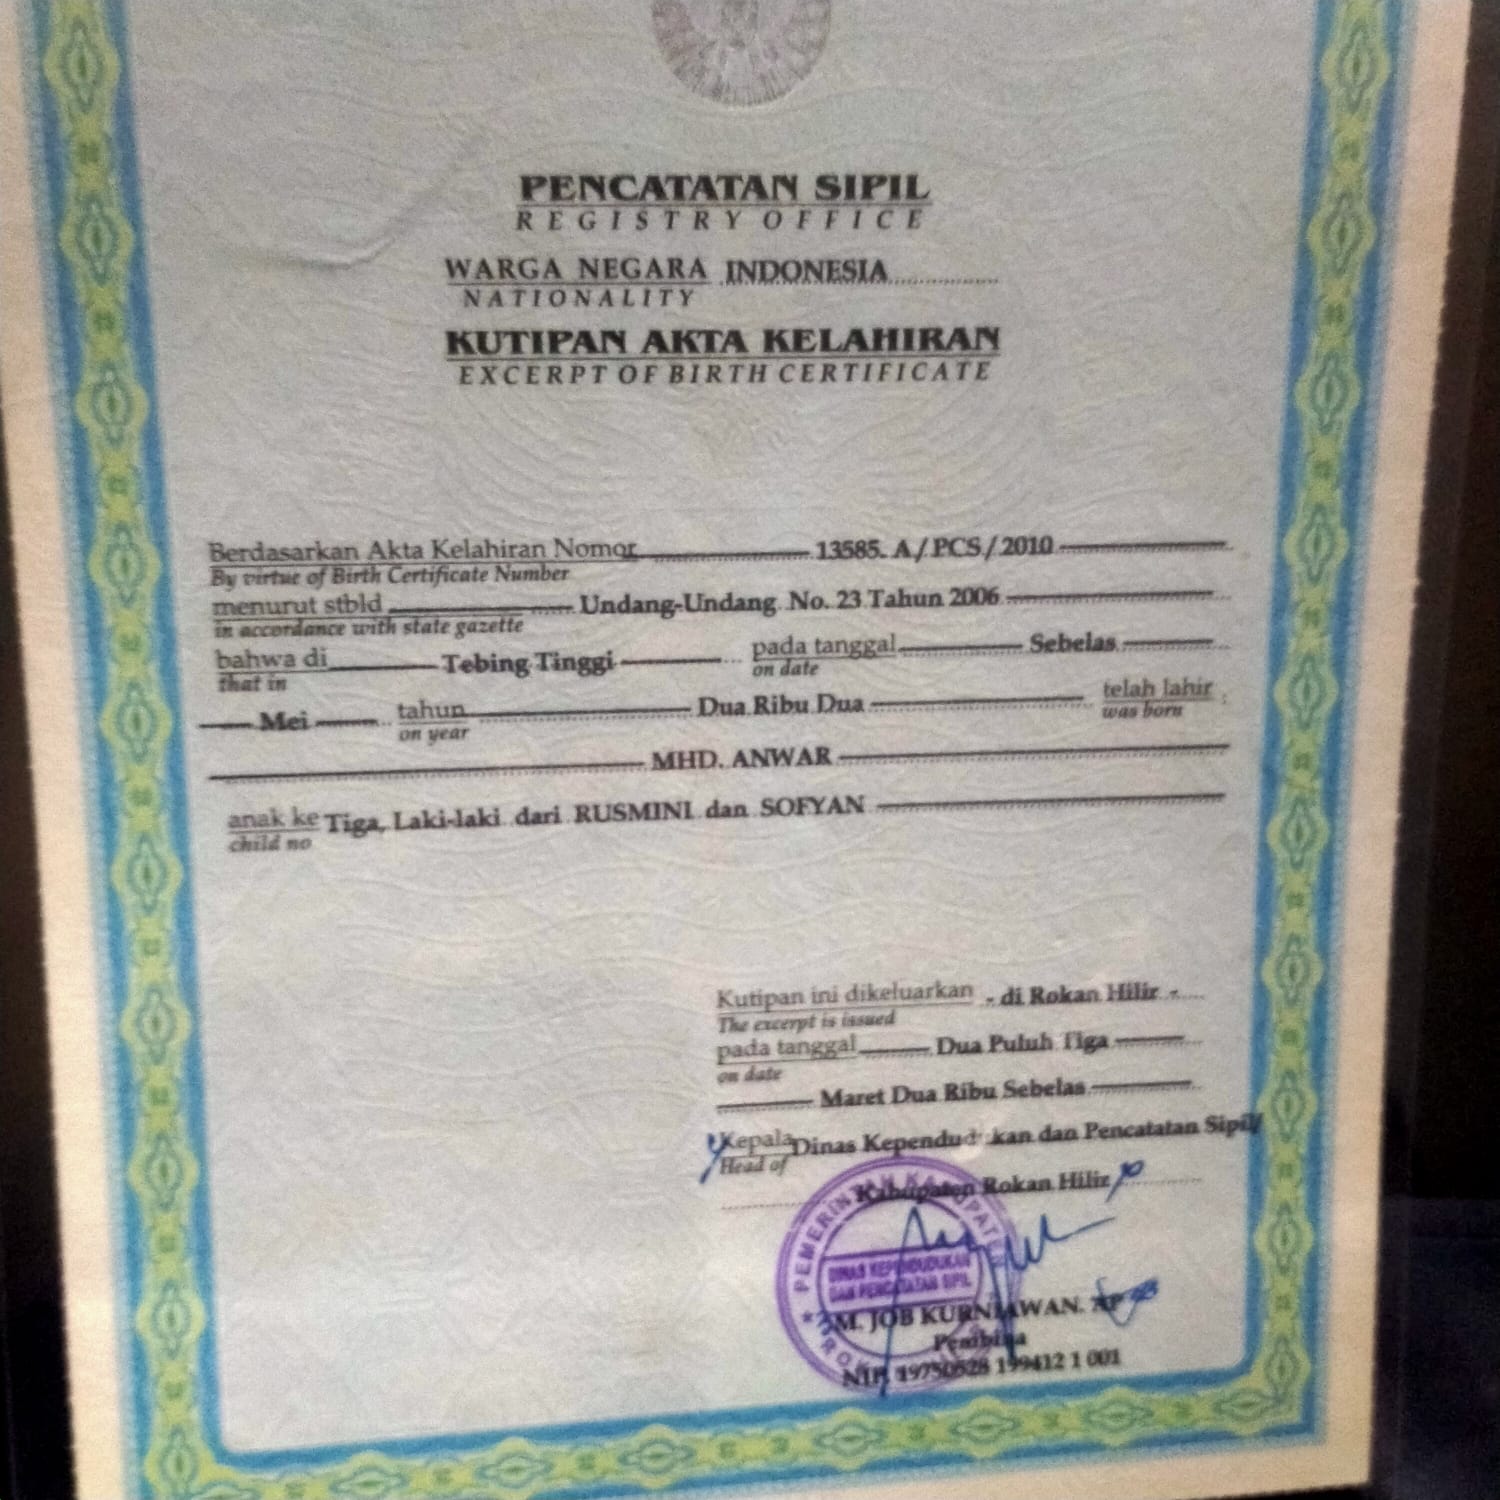 PENCATATAN SIPIL
REGISTRY OFFICE
WARGA NEGARA INDONESIA
NATIONALITY
KUTIPAN AKTA KELAHIRAN
EXCERPT OF BIRTH CERTIFICATE
Berdasarkan Akta Kelahiran Nomor 13585. A/PCS/2010
By virtue of Birth Certificate Number
menurut stbld Undang-Undang No. 23 Tahun 2006
in accordance with state gazette
bahwa di Tebing Tinggi pada tanggal Sebelas
that in on date
Mei tahun Dua Ribu Dua telah lahir
on year was born
MHD. ANWAR
anak ke Tiga, Laki-laki dari RUSMINI dan SOFYAN
child no
Kutipan ini dikeluarkan - di Rokan Hilir -
The excerpt is issued
pada tanggal Dua Puluh Tiga
on date
Maret Dua Ribu Sebelas
Kepala Dinas Kependudukan dan Pencatatan Sipil
Head of
Kabupaten Rokan Hilir
PEMERINTAH KABUPATEN
DINAS KEPENDUDUKAN
DAN PENCATATAN SIPIL
M. JOB KURNIAWAN. AP
Pembina
NIP. 19750528 199412 1 001